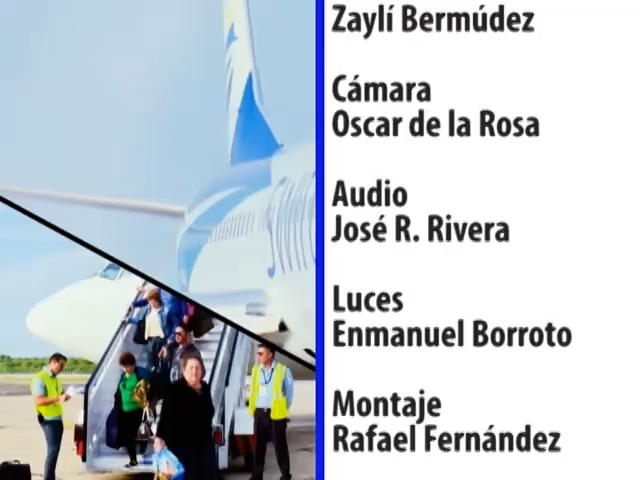 Zaylí Bermúdez
Cámara
Oscar de la Rosa
Audio
José R. Rivera
Luces
Enmanuel Borroto
Montaje
Rafael Fernández